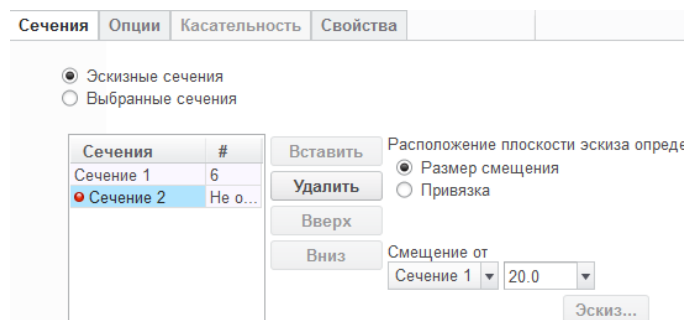 Сечения Опции Касательность Свойства
Эскизные сечения
Выбранные сечения
Сечения #
Сечение 1 6
Сечение 2 Не о...
Вставить
Удалить
Вверх
Вниз
Расположение плоскости эскиза опреде
Размер смещения
Привязка
Смещение от
Сечение 1 20.0
Эскиз...